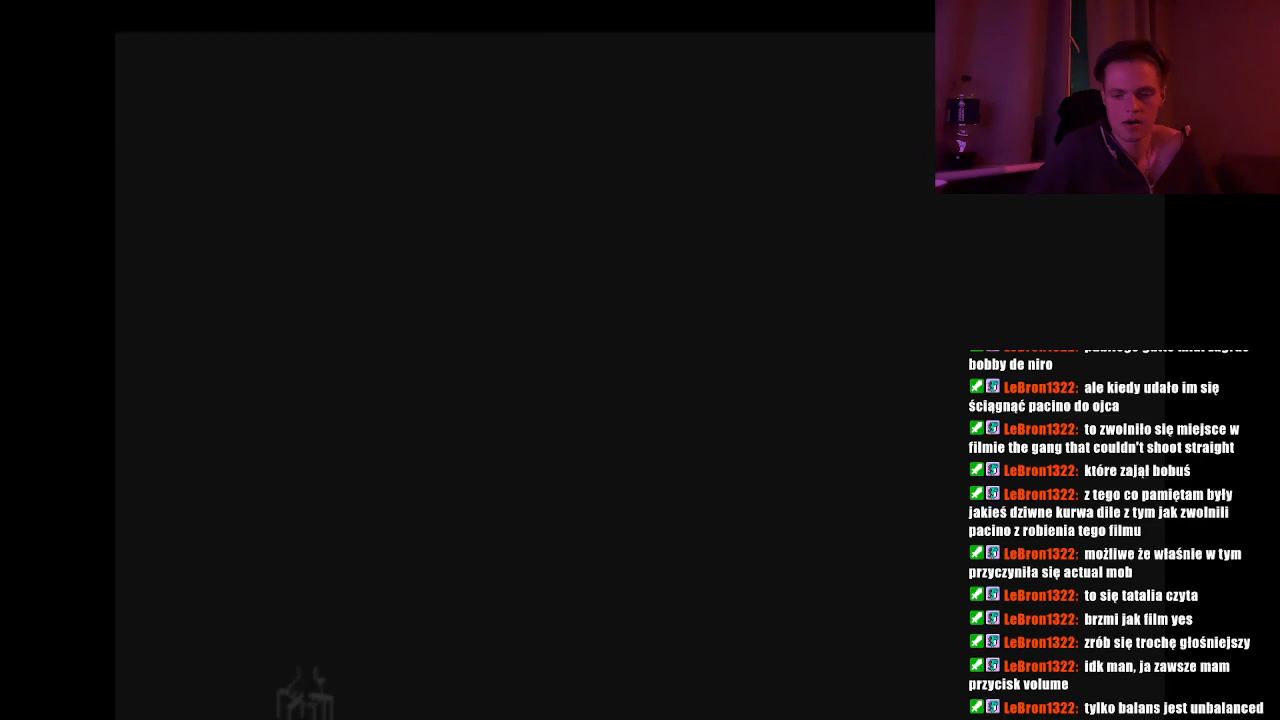 bobby de niro
LeBron1322: ale kiedy udało im się
ściągnąć pacino do ojca
LeBron1322: to zwolniło się miejsce w
filmie the gang that couldn't shoot straight
LeBron1322: które zajął bobuś
LeBron1322: z tego co pamiętam były
jakieś dziwne kurwa dile z tym jak zwolnili
pacino z robienia tego filmu
LeBron1322: możliwe że właśnie w tym
przyczyniła się actual mob
LeBron1322: to się tatalia czyta
LeBron1322: brzmi jak film yes
LeBron1322: zrób się trochę głośniejszy
LeBron1322: idk man, ja zawsze mam
przycisk volume
LeBron1322: tylko balans jest unbalanced